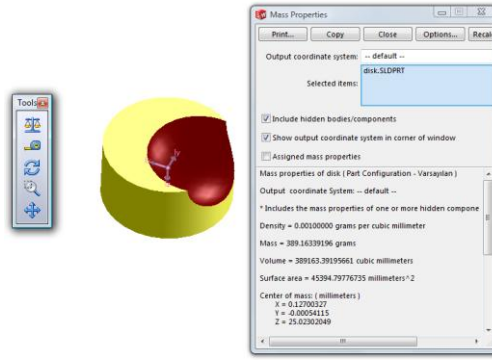 Tools
Mass Properties
Print... Copy Close Options... Recalc
Output coordinate system: -- default --
Selected items: disk.SLDPRT
Include hidden bodies/components
Show output coordinate system in corner of window
Assigned mass properties
Mass properties of disk ( Part Configuration - Varsayılan )
Output coordinate System: -- default --
* Includes the mass properties of one or more hidden compone
Density = 0.00100000 grams per cubic millimeter
Mass = 389.16339196 grams
Volume = 389163.39195661 cubic millimeters
Surface area = 45394.79776735 millimeters^2
Center of mass: ( millimeters )
X = 0.12700327
Y = -0.00054115
Z = 25.02302049